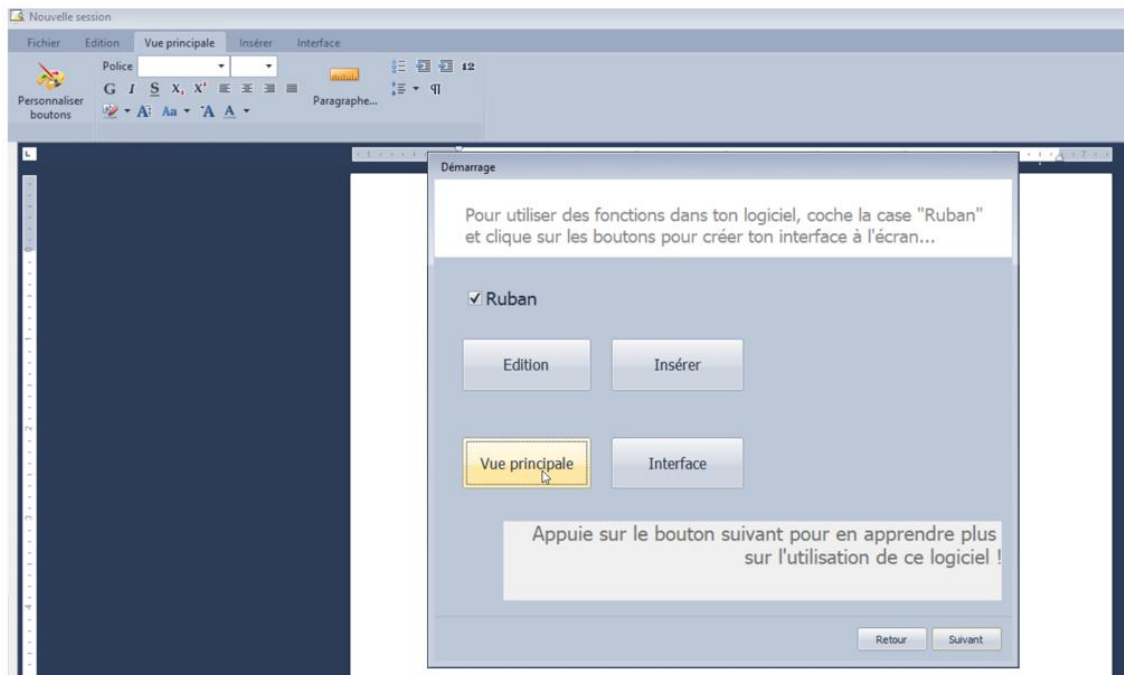 Nouvelle session
Fichier Edition Vue principale Insérer Interface
Police
G I S X, X' 12
Personnaliser
boutons
Aa A A
Paragraphe...
L
Démarrage
Pour utiliser des fonctions dans ton logiciel, coche la case "Ruban"
et clique sur les boutons pour créer ton interface à l'écran...
Ruban
Edition Insérer
Vue principale Interface
Appuie sur le bouton suivant pour en apprendre plus
sur l'utilisation de ce logiciel !
Retour Suivant